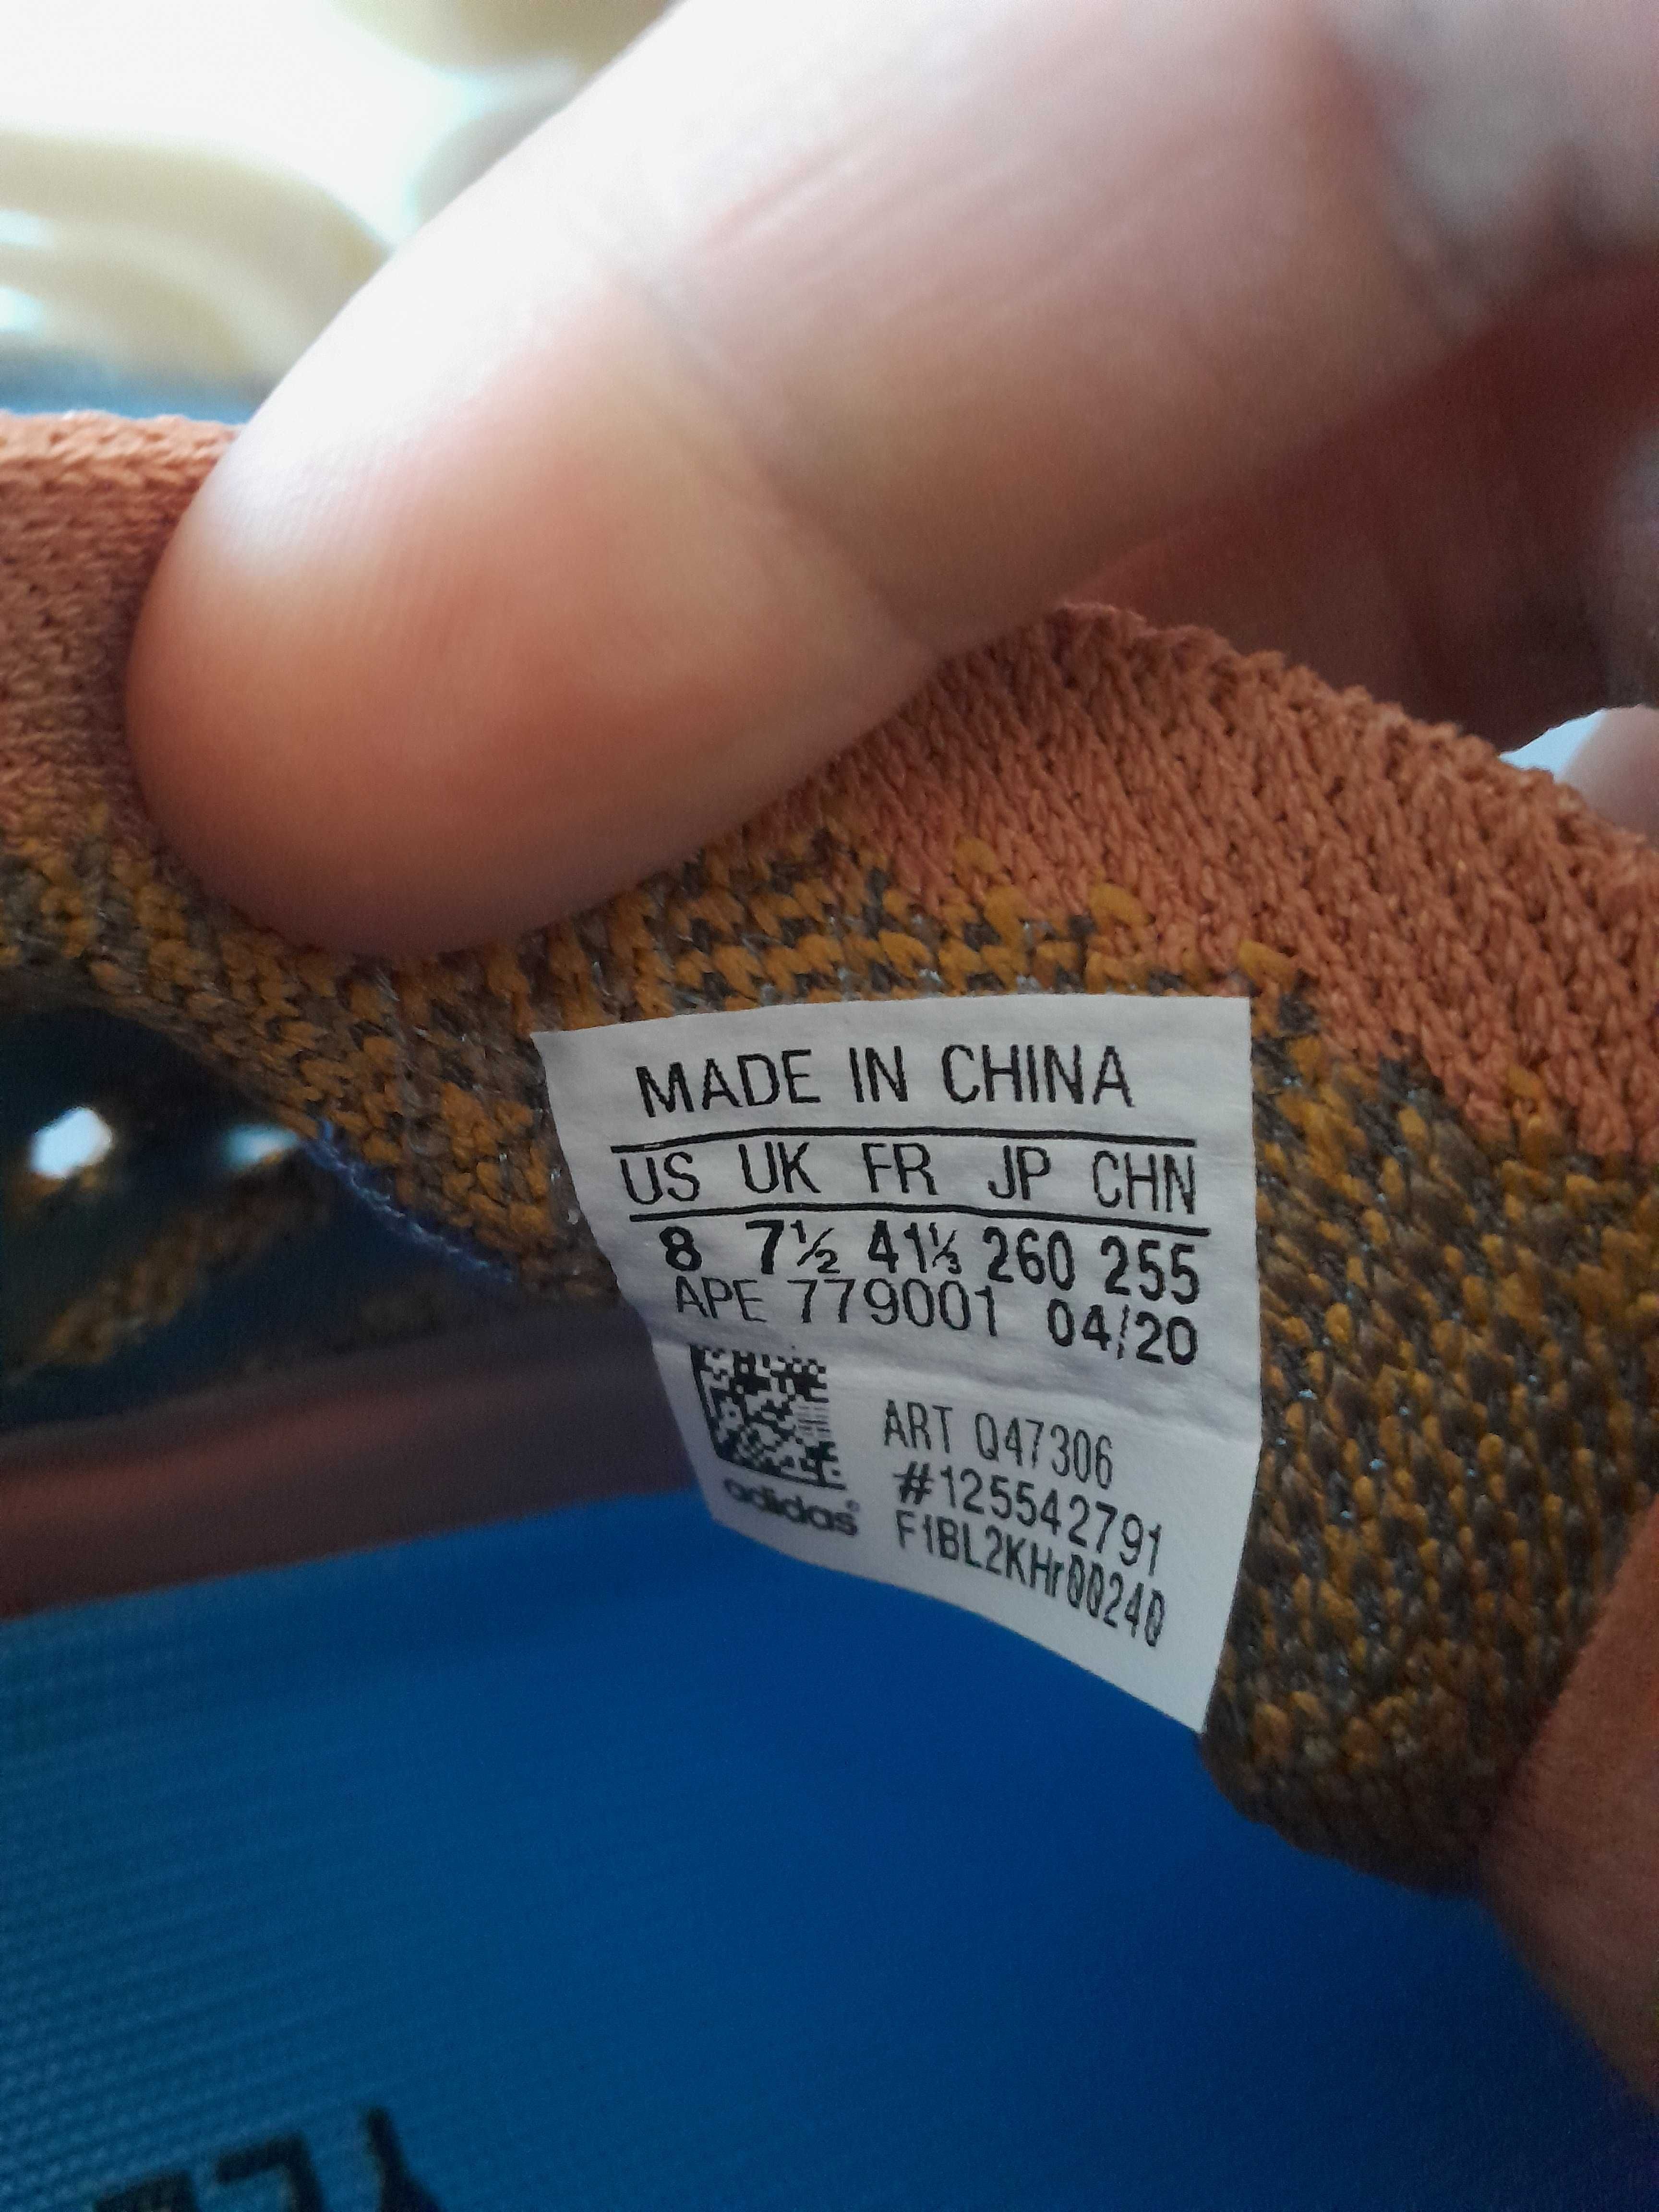 MADE IN CHINA
US UK FR JP CHN
8 7½ 41⅓ 260 255
APE 779001 04/20
ART Q47306
#125542791
adidas®
F1BL2KHr00240